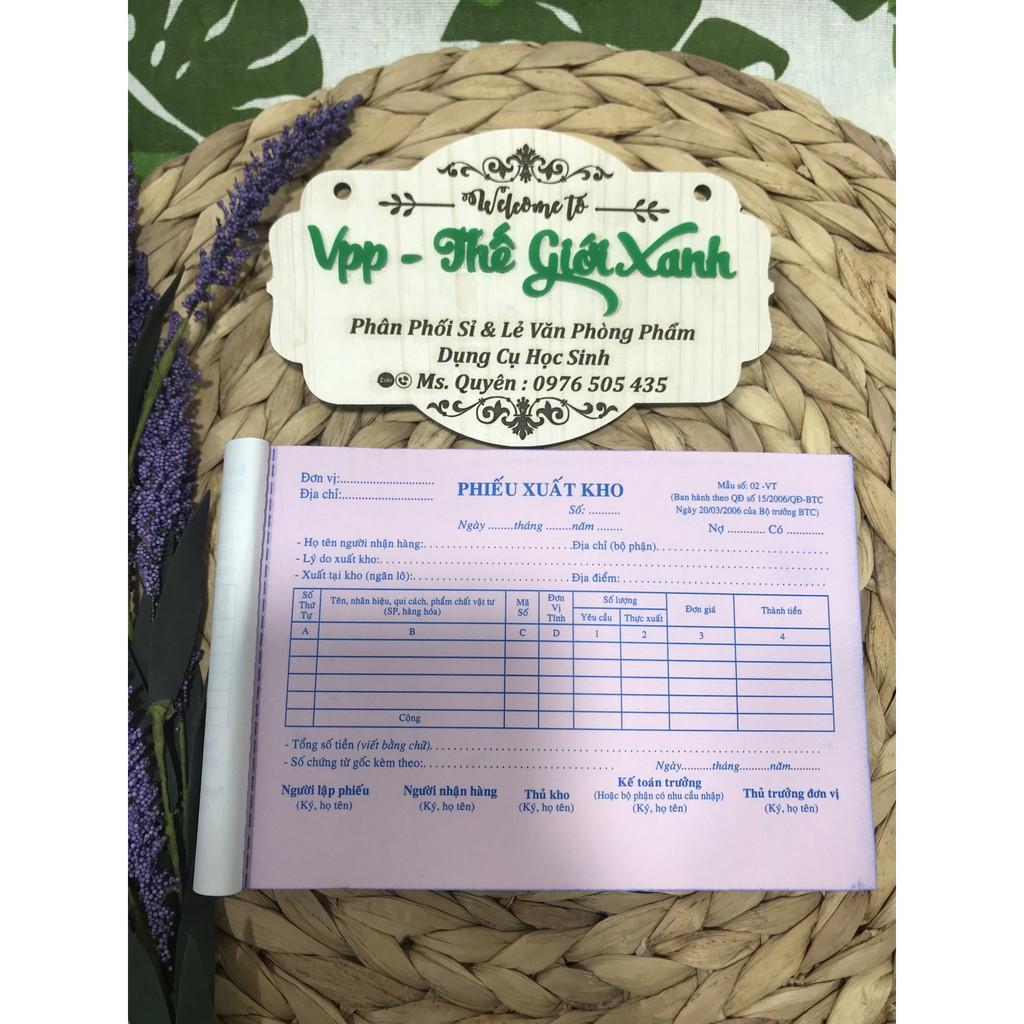 Welcome to
Vpp - Thế Giới Xanh
Phân Phối Sỉ & Lẻ Văn Phòng Phẩm
Dụng Cụ Học Sinh
Zalo Ms. Quyên : 0976 505 435
Đơn vị:..............................
Địa chỉ:.............................
PHIẾU XUẤT KHO
Số: ..........
Ngày ........tháng ........năm ........
Mẫu số: 02 -VT
(Ban hành theo QĐ số 15/2006/QĐ-BTC
Ngày 20/03/2006 của Bộ trưởng BTC)
Nợ ............ Có ............
- Họ tên người nhận hàng:..............................Địa chỉ (bộ phận)..............................
- Lý do xuất kho:............................................................
- Xuất tại kho (ngăn lô):.............................. Địa điểm: ..............................
Số Thứ Tự | Tên, nhãn hiệu, qui cách, phẩm chất vật tư (SP, hàng hóa) | Mã Số | Đơn Vị Tính | Số lượng | Đơn giá | Thành tiền
Yêu cầu | Thực xuất
A | B | C | D | 1 | 2 | 3 | 4
Cộng
- Tổng số tiền (viết bằng chữ)............................................................
- Số chứng từ gốc kèm theo:..............................
Ngày..........tháng..........năm..........
Người lập phiếu
(Ký, họ tên)
Người nhận hàng
(Ký, họ tên)
Thủ kho
(Ký, họ tên)
Kế toán trưởng
(Hoặc bộ phận có nhu cầu nhập)
(Ký, họ tên)
Thủ trưởng đơn vị
(Ký, họ tên)